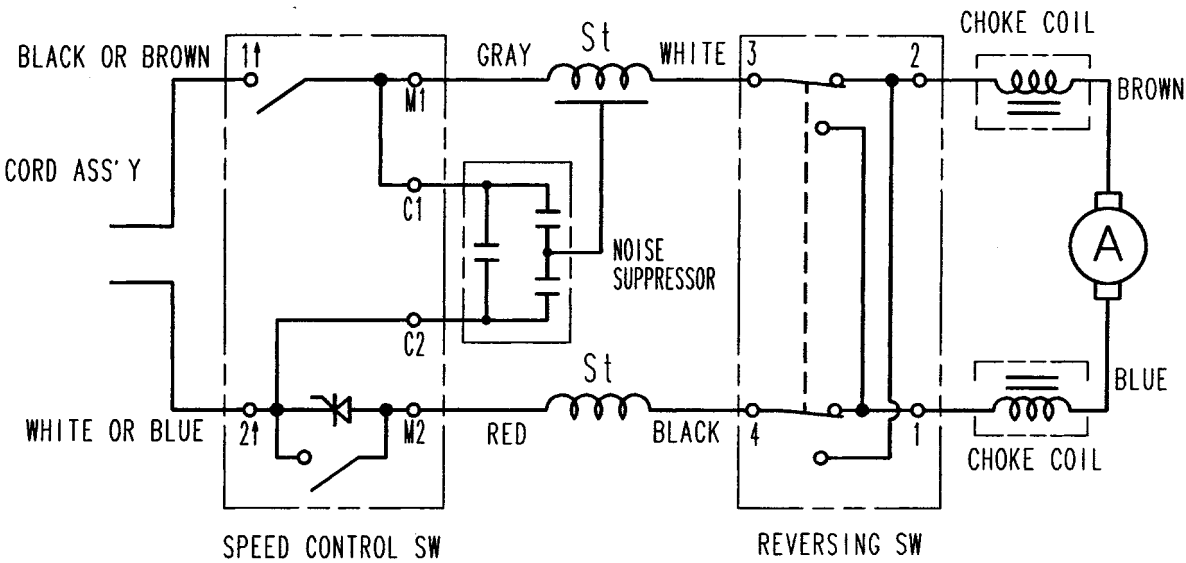 CHOKE COIL
BLACK OR BROWN
1↑
GRAY
St
WHITE
3
2
M1
BROWN
CORD ASS'Y
C1
A
NOISE
SUPPRESSOR
C2
St
BLUE
WHITE OR BLUE
2↑
M2
RED
BLACK
4
1
CHOKE COIL
SPEED CONTROL SW
REVERSING SW